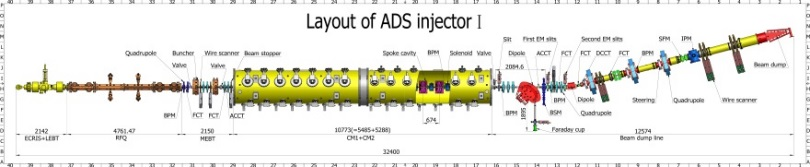 Layout of ADS injector I
Slit First EM slits Second EM slits SFM IPM
Quadrupole Buncher Wire scanner Beam stopper Spoke cavity BPM Solenoid Valve Dipole ACCT FCT FCT DCCT FCT BPM
Valve Valve
2084.6
Beam dump
BPM FCT FCT ACCT 674 BPM 1895 BSM BPM Dipole Quadrupole Steering Quadrupole Wire scanner
Faraday cup
2142 4761.47 2150 10773(=5485+5288) 12574
ECRIS+LEBT RFQ MEBT CM1+CM2 Beam dump line
32400